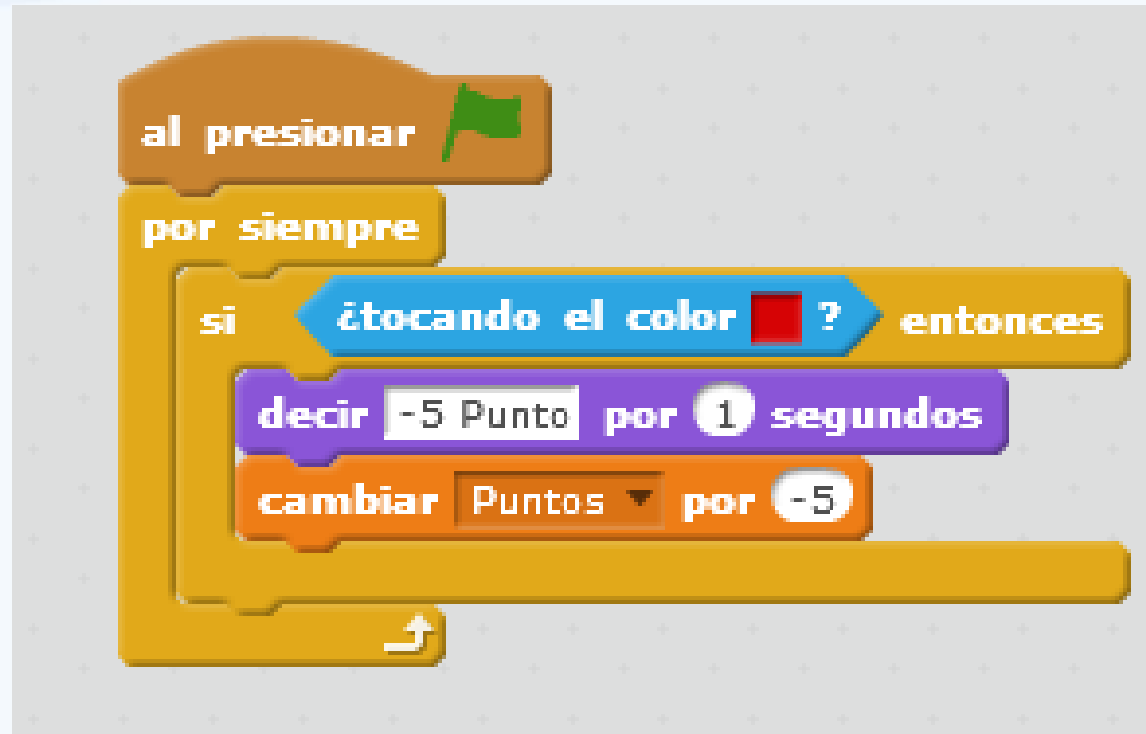 al presionar
por siempre
si ¿tocando el color ? entonces
decir -5 Punto por 1 segundos
cambiar Puntos por -5